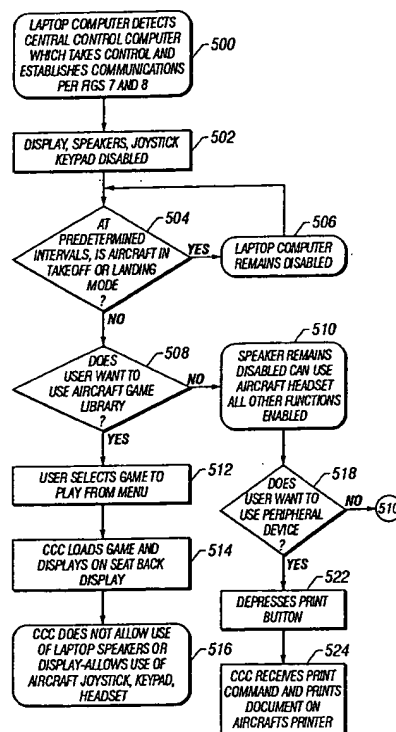 LAPTOP COMPUTER DETECTS
CENTRAL CONTROL COMPUTER
WHICH TAKES CONTROL AND
ESTABLISHES COMMUNICATIONS
PER FIGS 7 AND 8
500
DISPLAY, SPEAKERS, JOYSTICK
KEYPAD DISABLED
502
AT
PREDETERMINED
INTERVALS, IS AIRCRAFT IN
TAKEOFF OR LANDING
MODE
?
504
YES
LAPTOP COMPUTER
REMAINS DISABLED
506
NO
DOES
USER WANT TO
USE AIRCRAFT GAME
LIBRARY
?
508
NO
SPEAKER REMAINS
DISABLED CAN USE
AIRCRAFT HEADSET
ALL OTHER FUNCTIONS
ENABLED
510
YES
USER SELECTS GAME TO
PLAY FROM MENU
512
DOES
USER WANT TO
USE PERIPHERAL
DEVICE
?
518
NO
510
CCC LOADS GAME AND
DISPLAYS ON SEAT BACK
DISPLAY
514
YES
DEPRESSES PRINT
BUTTON
522
CCC DOES NOT ALLOW USE
OF LAPTOP SPEAKERS OR
DISPLAY-ALLOWS USE OF
AIRCRAFT JOYSTICK, KEYPAD,
HEADSET
516
CCC RECEIVES PRINT
COMMAND AND PRINTS
DOCUMENT ON
AIRCRAFTS PRINTER
524